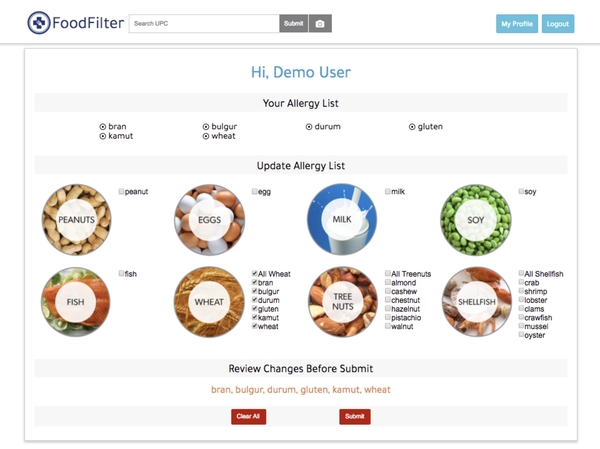 FoodFilter
Search UPC
Submit
My Profile
Logout
Hi, Demo User
Your Allergy List
bran
bulgur
durum
gluten
kamut
wheat
Update Allergy List
PEANUTS
peanut
EGGS
egg
MILK
milk
SOY
soy
FISH
fish
WHEAT
All Wheat
bran
bulgur
durum
gluten
kamut
wheat
TREE
NUTS
All Treenuts
almond
cashew
chestnut
hazelnut
pistachio
walnut
SHELLFISH
All Shellfish
crab
shrimp
lobster
clams
crawfish
mussel
oyster
Review Changes Before Submit
bran, bulgur, durum, gluten, kamut, wheat
Clear All
Submit